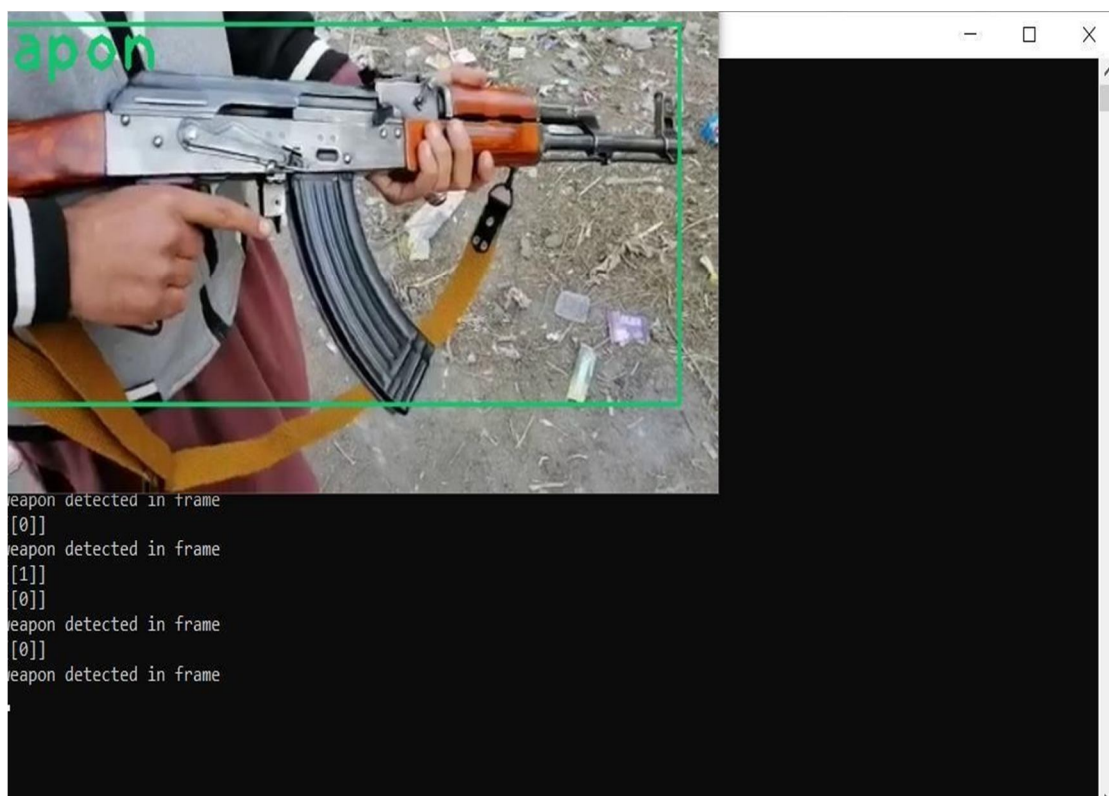 apon
eapon detected in frame
[0]]
eapon detected in frame
[1]]
[0]]
eapon detected in frame
[0]]
weapon detected in frame